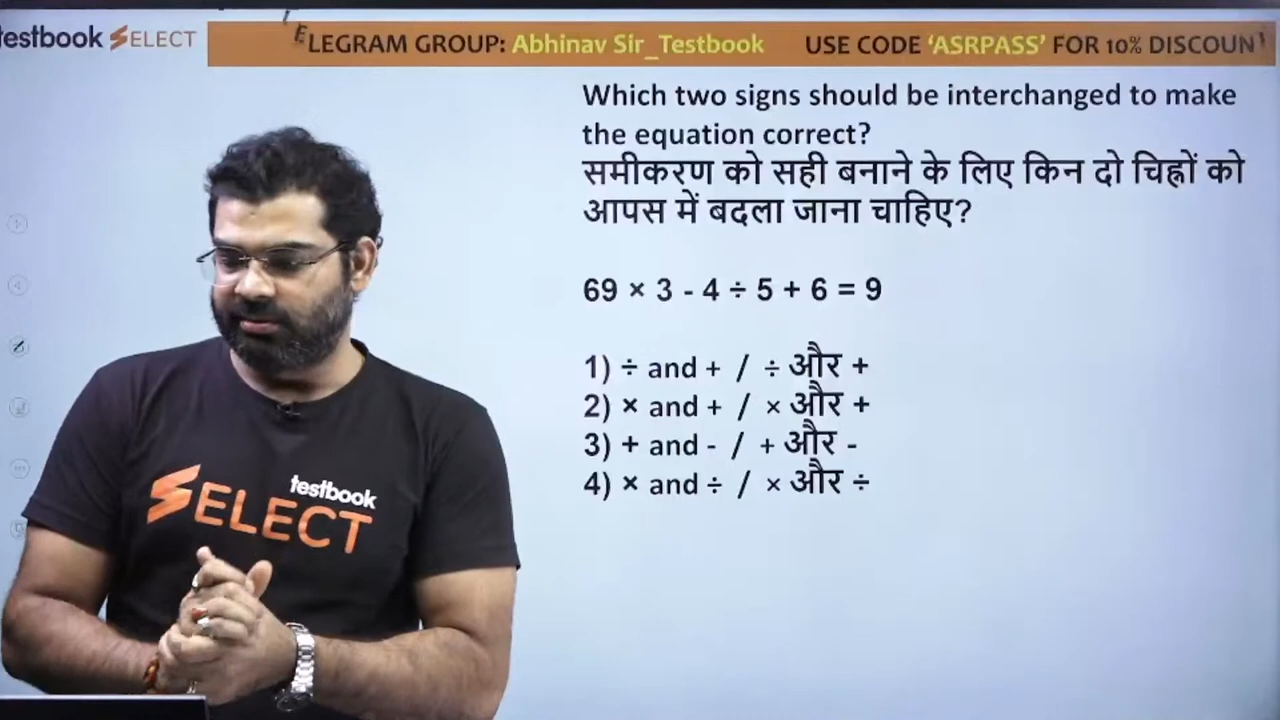 testbook SELECT
ELEGRAM GROUP: Abhinav Sir_Testbook USE CODE ‘ASRPASS’ FOR 10% DISCOUN
Which two signs should be interchanged to make
the equation correct?
समीकरण को सही बनाने के लिए किन दो चिह्नों को
आपस में बदला जाना चाहिए?
69 × 3 - 4 ÷ 5 + 6 = 9
1) ÷ and + / ÷ और +
2) × and + / × और +
3) + and - / + और -
4) × and ÷ / × और ÷
testbook
SELECT